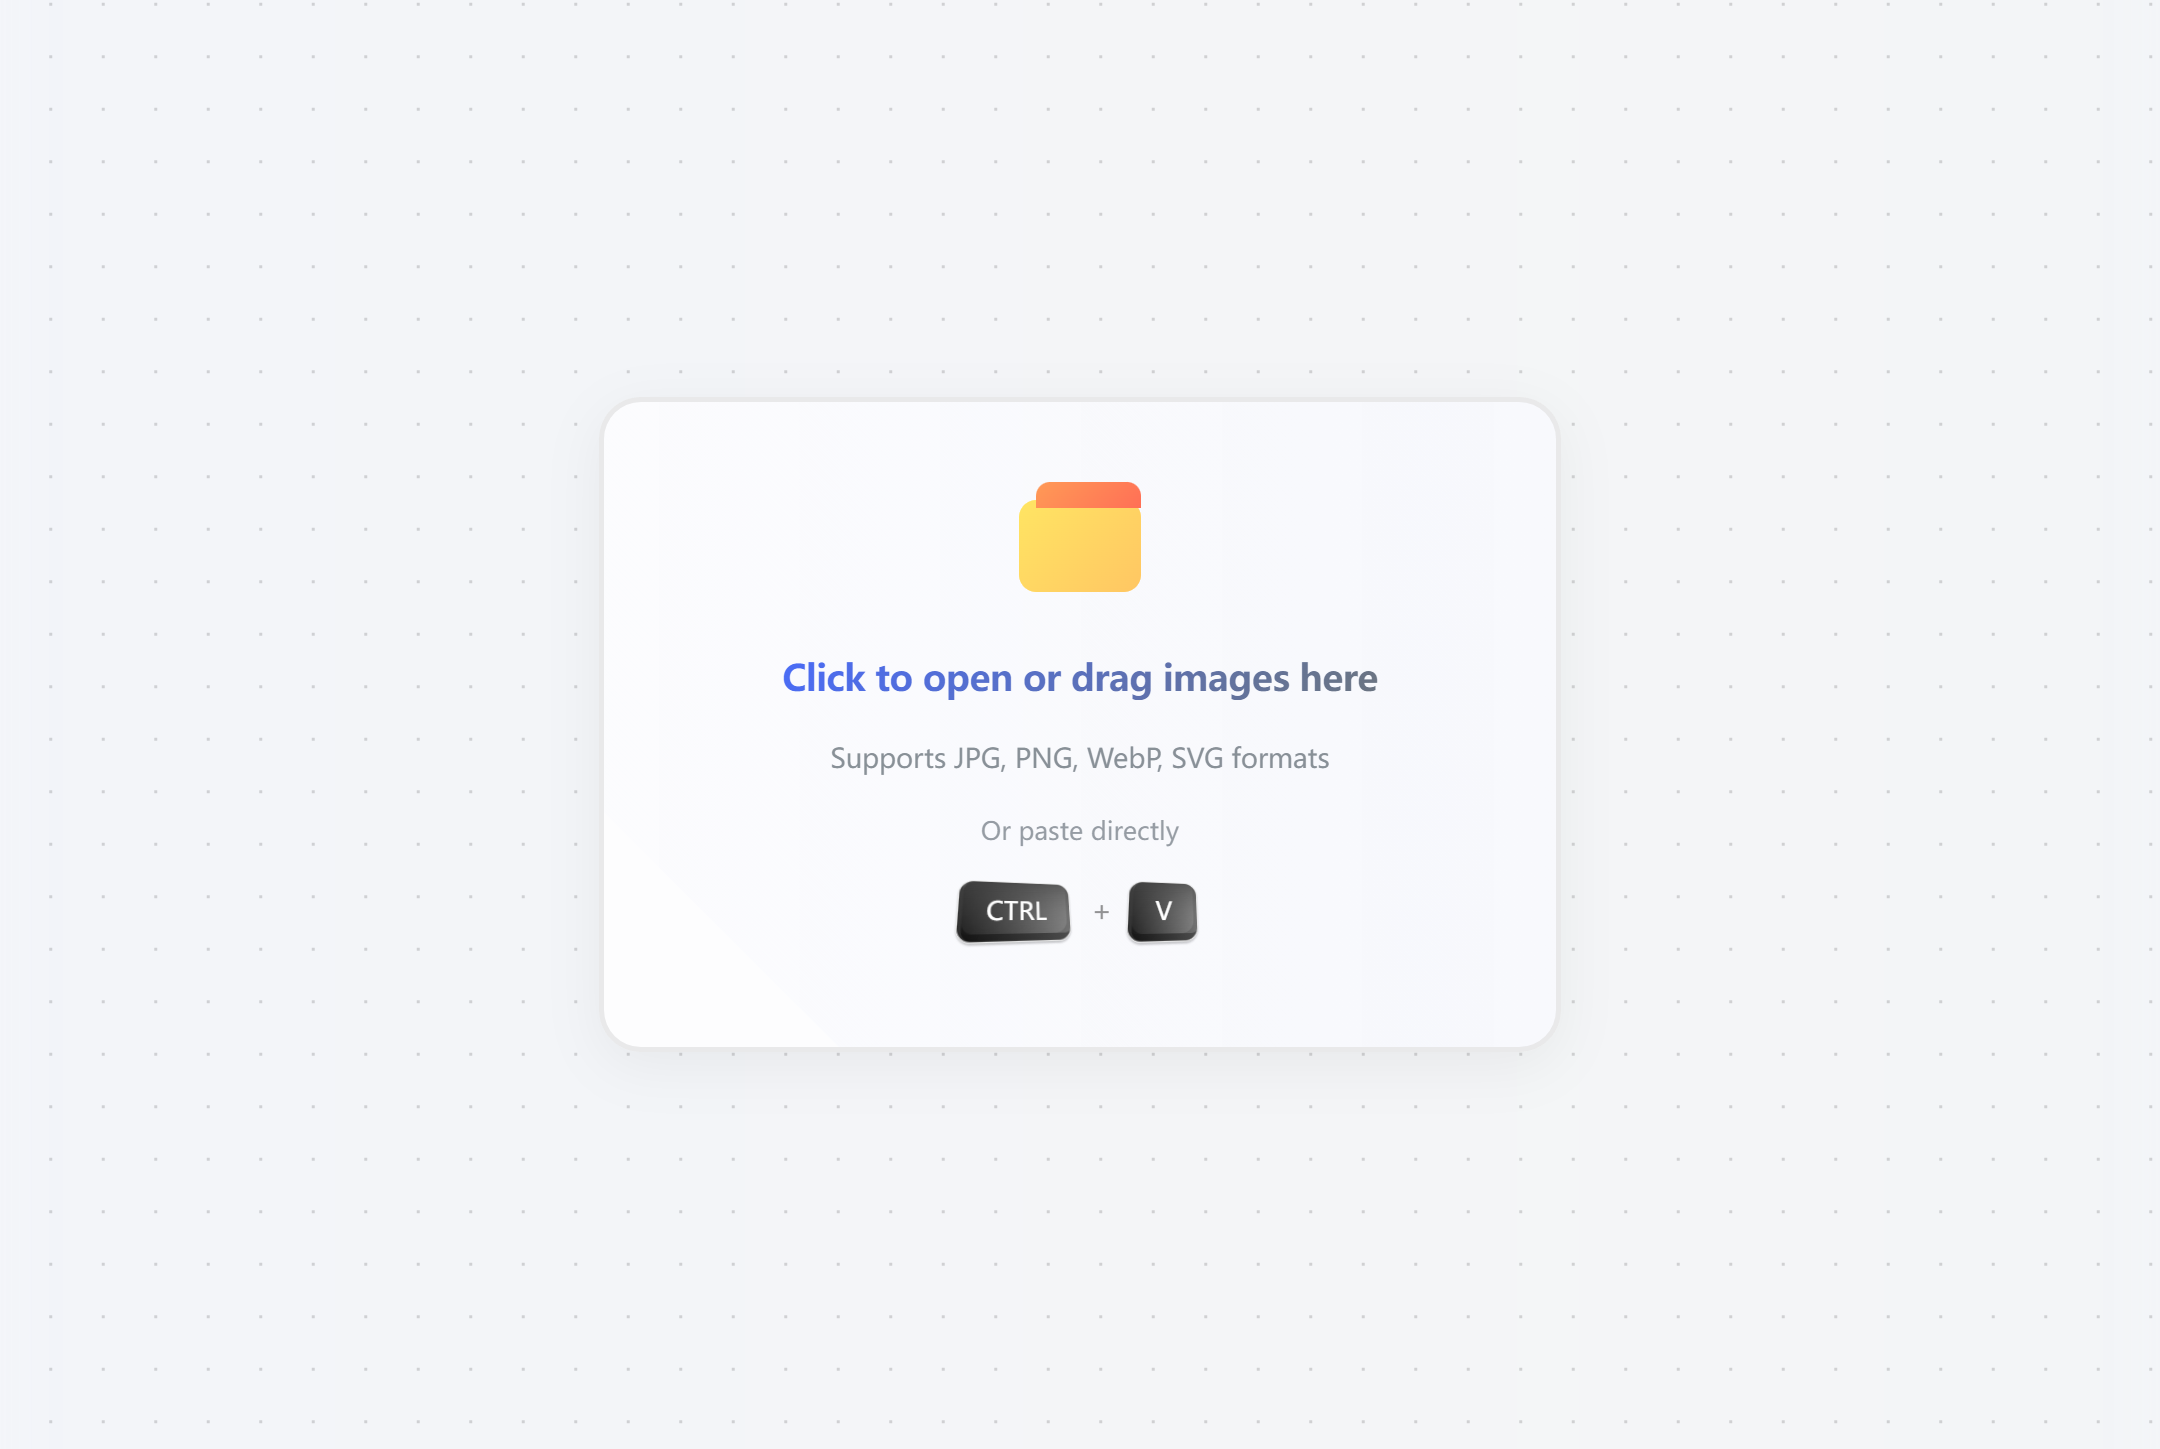 Click to open or drag images here
Supports JPG, PNG, WebP, SVG formats
Or paste directly
CTRL + V